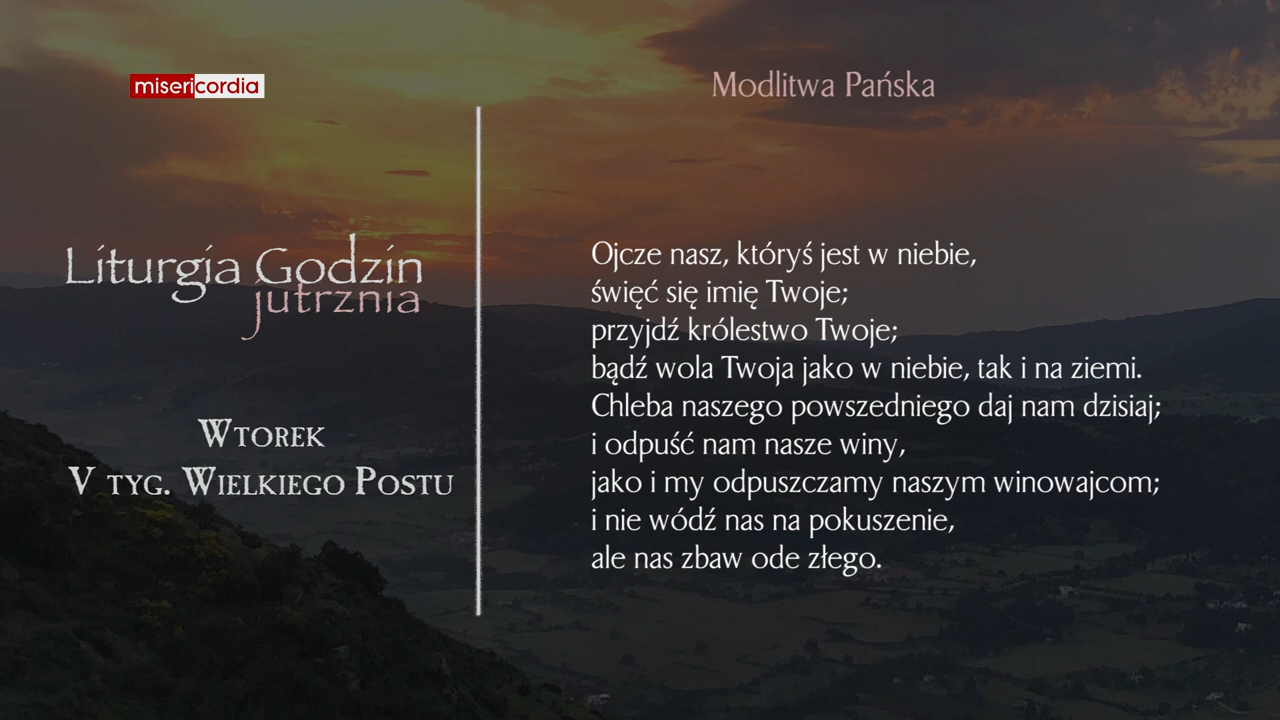 misericordia
Liturgia Godzin
jutrznia
Wtorek
V tyg. Wielkiego Postu
Modlitwa Pańska
Ojcze nasz, któryś jest w niebie,
święć się imię Twoje;
przyjdź królestwo Twoje;
bądź wola Twoja jako w niebie, tak i na ziemi.
Chleba naszego powszedniego daj nam dzisiaj;
i odpuść nam nasze winy,
jako i my odpuszczamy naszym winowajcom;
i nie wódź nas na pokuszenie,
ale nas zbaw ode złego.